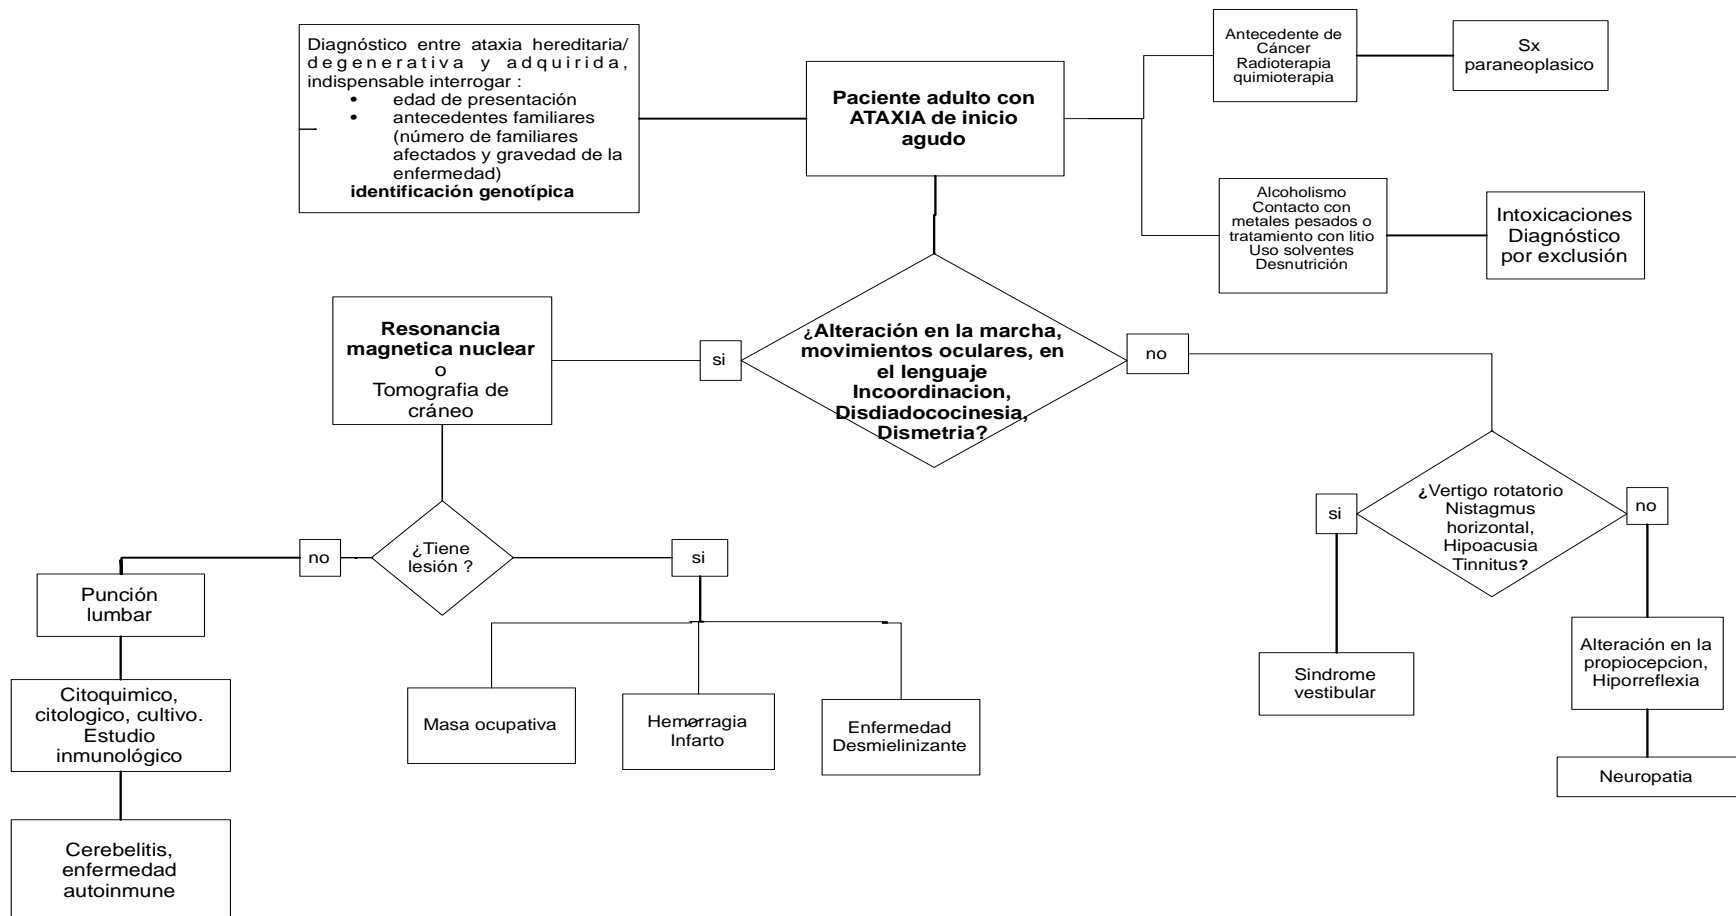 Diagnóstico entre ataxia hereditaria/
degenerativa y adquirida,
indispensable interrogar :
• edad de presentación
• antecedentes familiares
(número de familiares
afectados y gravedad de la
enfermedad)
identificación genotípica
Paciente adulto con
ATAXIA de inicio
agudo
Antecedente de
Cáncer
Radioterapia
quimioterapia
Sx
paraneoplasico
Alcoholismo
Contacto con
metales pesados o
tratamiento con litio
Uso solventes
Desnutrición
Intoxicaciones
Diagnóstico
por exclusión
Resonancia
magnetica nuclear
o
Tomografia de
cráneo
si
¿Alteración en la marcha,
movimientos oculares, en
el lenguaje
Incoordinacion,
Disdiadococinesia,
Dismetria?
no
¿Tiene
lesión ?
no
si
Punción
lumbar
Citoquimico,
citologico, cultivo.
Estudio
inmunológico
Cerebelitis,
enfermedad
autoinmune
Masa ocupativa
Hemorragia
Infarto
Enfermedad
Desmielinizante
si
¿Vertigo rotatorio
Nistagmus
horizontal,
Hipoacusia
Tinnitus?
no
Sindrome
vestibular
Alteración en la
propiocepcion,
Hiporreflexia
Neuropatia